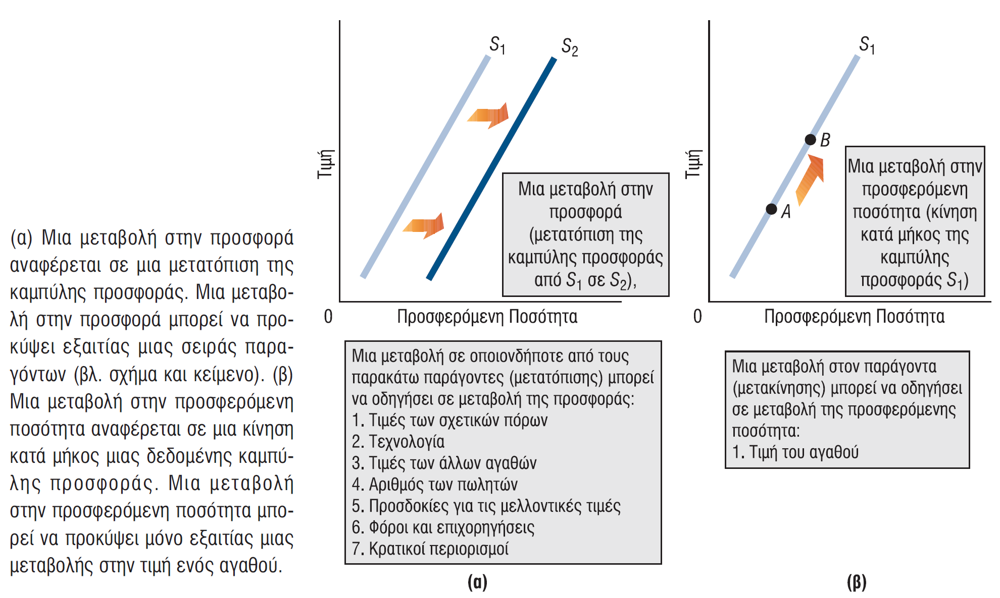 (α) Μια μεταβολή στην προσφορά
αναφέρεται σε μια μετατόπιση της
καμπύλης προσφοράς. Μια μεταβο-
λή στην προσφορά μπορεί να προ-
κύψει εξαιτίας μιας σειράς παρα-
γόντων (βλ. σχήμα και κείμενο). (β)
Μια μεταβολή στην προσφερόμενη
ποσότητα αναφέρεται σε μια κίνηση
κατά μήκος μιας δεδομένης καμπύ-
λης προσφοράς. Μια μεταβολή
στην προσφερόμενη ποσότητα μπο-
ρεί να προκύψει μόνο εξαιτίας μιας
μεταβολής στην τιμή ενός αγαθού.
Τιμή
S1
S2
Μια μεταβολή στην
προσφορά
(μετατόπιση της
καμπύλης προσφοράς
από S1 σε S2),
0
Προσφερόμενη Ποσότητα
Μια μεταβολή σε οποιονδήποτε από τους
παρακάτω παράγοντες (μετατόπισης) μπορεί
να οδηγήσει σε μεταβολή της προσφοράς:
1. Τιμές των σχετικών πόρων
2. Τεχνολογία
3. Τιμές των άλλων αγαθών
4. Αριθμός των πωλητών
5. Προσδοκίες για τις μελλοντικές τιμές
6. Φόροι και επιχορηγήσεις
7. Κρατικοί περιορισμοί
(α)
Τιμή
S1
B
A
Μια μεταβολή στην
προσφερόμενη
ποσότητα (κίνηση
κατά μήκος της
καμπύλης
προσφοράς S1)
0
Προσφερόμενη Ποσότητα
Μια μεταβολή στον παράγοντα
(μετακίνησης) μπορεί να οδηγήσει
σε μεταβολή της προσφερόμενης
ποσότητα:
1. Τιμή του αγαθού
(β)